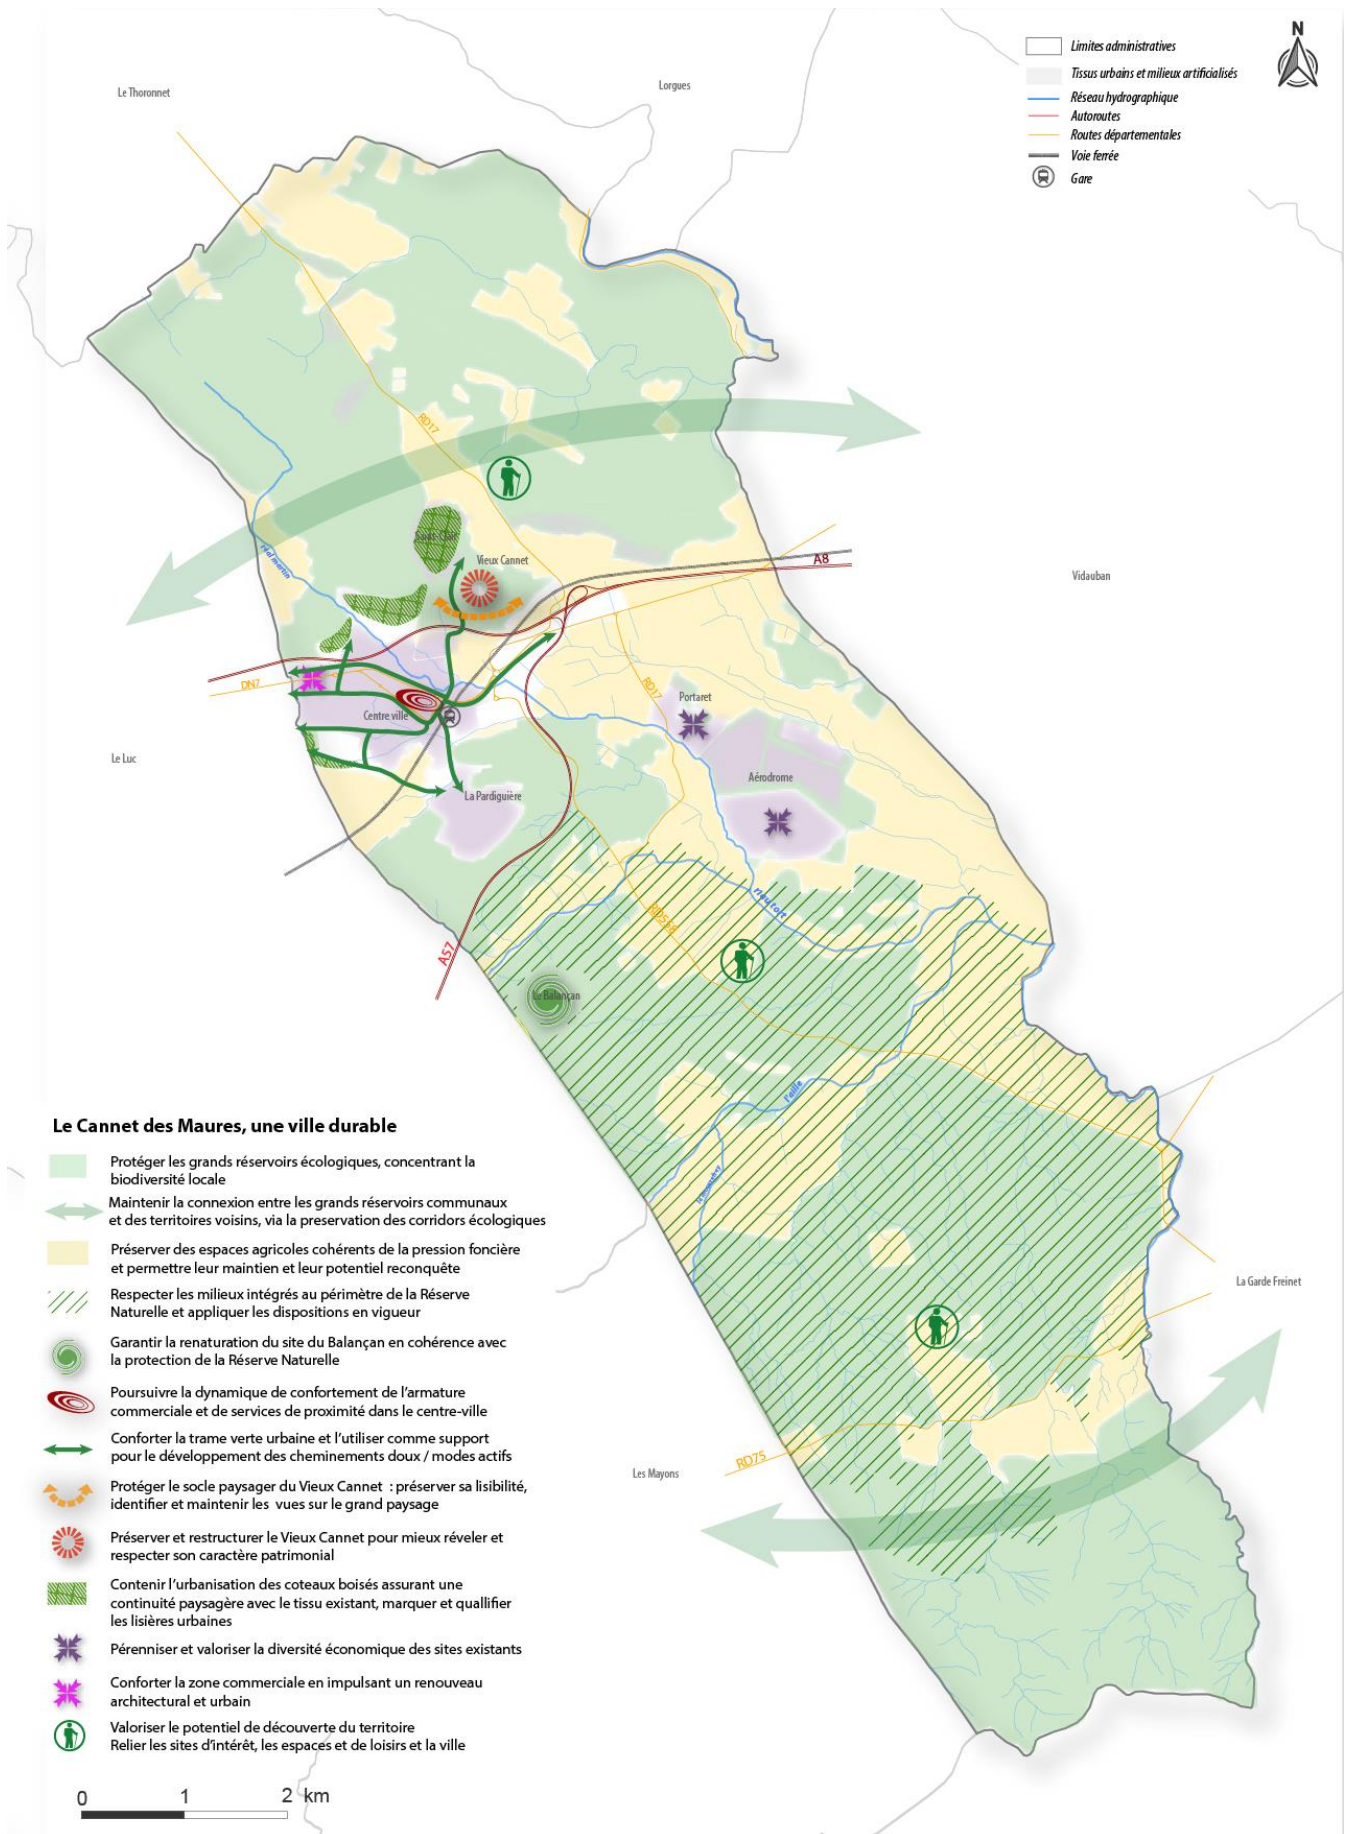 N
Limites administratives
Tissus urbains et milieux artificialisés
Réseau hydrographique
Autoroutes
Routes départementales
Voie ferrée
Gare
Le Thoronnet
Lorgues
RD17
Saint-Clair
Vieux Cannet
réal martin
A8
Vidauban
DN7
RD17
Portaret
Centre ville
Le Luc
Aérodrome
La Pardiguière
riautort
RD558
A57
Le Balançan
l'aille
La Garde Freinet
Les Mayons
RD75
Le Cannet des Maures, une ville durable
Protéger les grands réservoirs écologiques, concentrant la
biodiversité locale
Maintenir la connexion entre les grands réservoirs communaux
et des territoires voisins, via la preservation des corridors écologiques
Préserver des espaces agricoles cohérents de la pression foncière
et permettre leur maintien et leur potentiel reconquête
Respecter les milieux intégrés au périmètre de la Réserve
Naturelle et appliquer les dispositions en vigueur
Garantir la renaturation du site du Balançan en cohérence avec
la protection de la Réserve Naturelle
Poursuivre la dynamique de confortement de l'armature
commerciale et de services de proximité dans le centre-ville
Conforter la trame verte urbaine et l'utiliser comme support
pour le développement des cheminements doux / modes actifs
Protéger le socle paysager du Vieux Cannet : préserver sa lisibilité,
identifier et maintenir les vues sur le grand paysage
Préserver et restructurer le Vieux Cannet pour mieux réveler et
respecter son caractère patrimonial
Contenir l'urbanisation des coteaux boisés assurant une
continuité paysagère avec le tissu existant, marquer et quallifier
les lisières urbaines
Pérenniser et valoriser la diversité économique des sites existants
Conforter la zone commerciale en impulsant un renouveau
architectural et urbain
Valoriser le potentiel de découverte du territoire
Relier les sites d'intérêt, les espaces et de loisirs et la ville
0 1 2 km